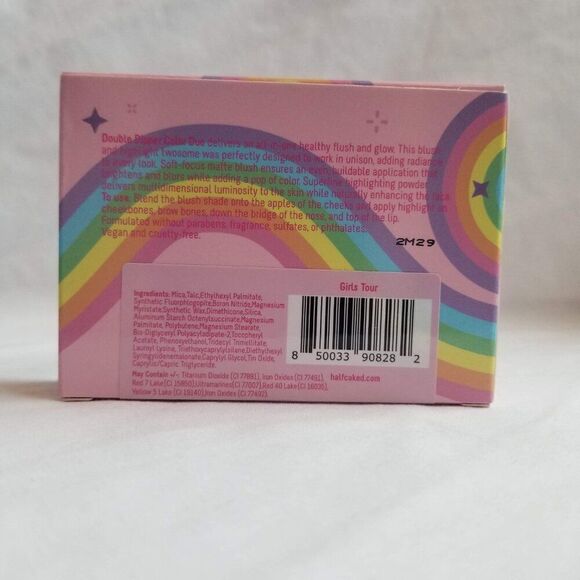 Double Dipper Color Duo delivers an all-in-one healthy flush and glow. This blush
and highlight twosome was perfectly designed to work in unison, adding radiance
to every look. Soft-focus matte blush ensures an even, buildable application that
brightens and blurs while adding a pop of color. Superfine highlighting powder
delivers multidimensional luminosity to the skin while naturally enhancing the face.
To use: Blend the blush shade onto the apples of the cheeks and apply highlight on
cheekbones, brow bones, down the bridge of the nose, and top of the lip.
Formulated without parabens, fragrance, sulfates, or phthalates.
Vegan and cruelty-free.
2M29
Girls Tour
Ingredients: Mica,Talc,Ethylhexyl Palmitate,
Synthetic Fluorphlogopite,Boron Nitride,Magnesium
Myristate,Synthetic Wax,Dimethicone,Silica,
Aluminum Starch Octenylsuccinate,Magnesium
Palmitate, Polybutene,Magnesium Stearate,
Bis-Diglyceryl Polyacyladipate-2,Tocopheryl
Acetate, Phenoxyethanol,Tridecyl Trimellitate,
Lauroyl Lysine, Triethoxycaprylylsilane,Diethylhexyl
Syringylidenemalonate,Caprylyl Glycol,Tin Oxide,
Caprylic/Capric Triglyceride.
May Contain +/-: Titanium Dioxide (CI 77891), Iron Oxides (CI 77491),
Red 7 Lake(CI 15850),Ultramarines(CI 77007),Red 40 Lake(CI 16035),
Yellow 5 Lake (CI 19140),Iron Oxides (CI 77492).
8 50033 90828 2
halfcaked.com